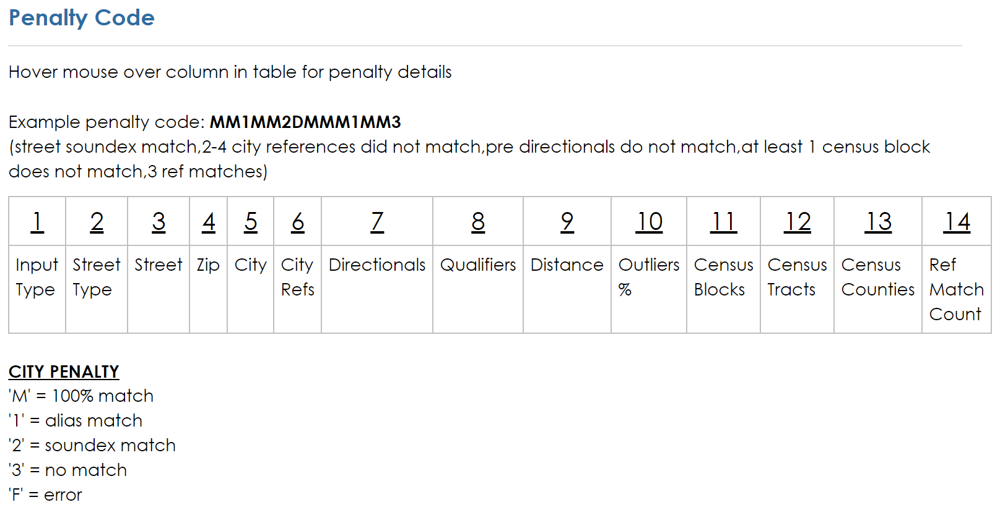 Penalty Code
Hover mouse over column in table for penalty details
Example penalty code: MM1MM2DMMM1MM3
(street soundex match,2-4 city references did not match,pre directionals do not match,at least 1 census block
does not match,3 ref matches)
1 2 3 4 5 6 7 8 9 10 11 12 13 14
Input Street Street Zip City City Directionals Qualifiers Distance Outliers Census Census Census Ref
Type Type Refs % Blocks Tracts Counties Match
Count
CITY PENALTY
'M' = 100% match
'1' = alias match
'2' = soundex match
'3' = no match
'F' = error